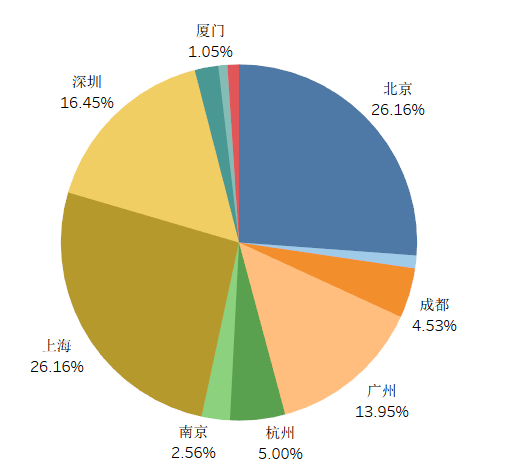 厦门
1.05%
深圳
16.45%
北京
26.16%
成都
4.53%
上海
26.16%
广州
13.95%
南京
2.56%
杭州
5.00%